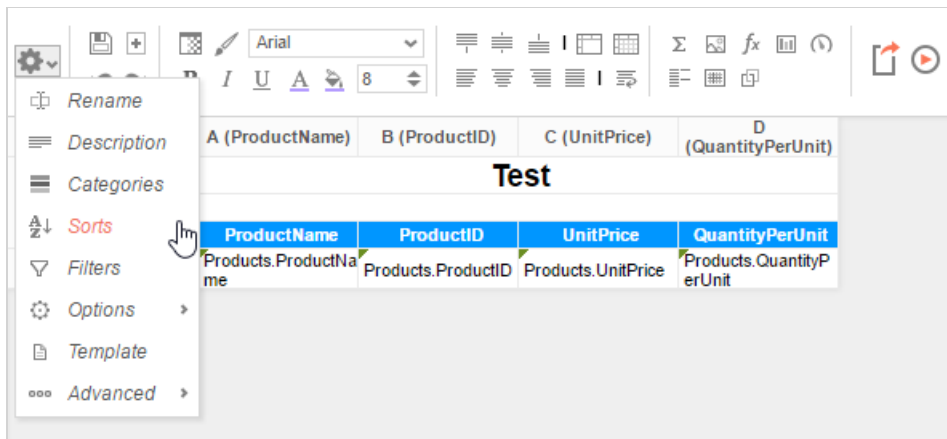 Arial
B I U A 8
Σ fx
Rename
Description
Categories
A
Z Sorts
Filters
Options
Template
Advanced
A (ProductName) B (ProductID) C (UnitPrice) D
(QuantityPerUnit)
Test
ProductName ProductID UnitPrice QuantityPerUnit
Products.ProductNa Products.ProductID Products.UnitPrice Products.QuantityP
me erUnit